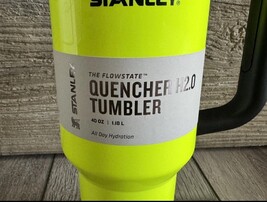 STANLEY®
STANLEY
THE FLOWSTATE™
QUENCHER H2.0
TUMBLER
40 OZ | 1.18 L
All Day Hydration